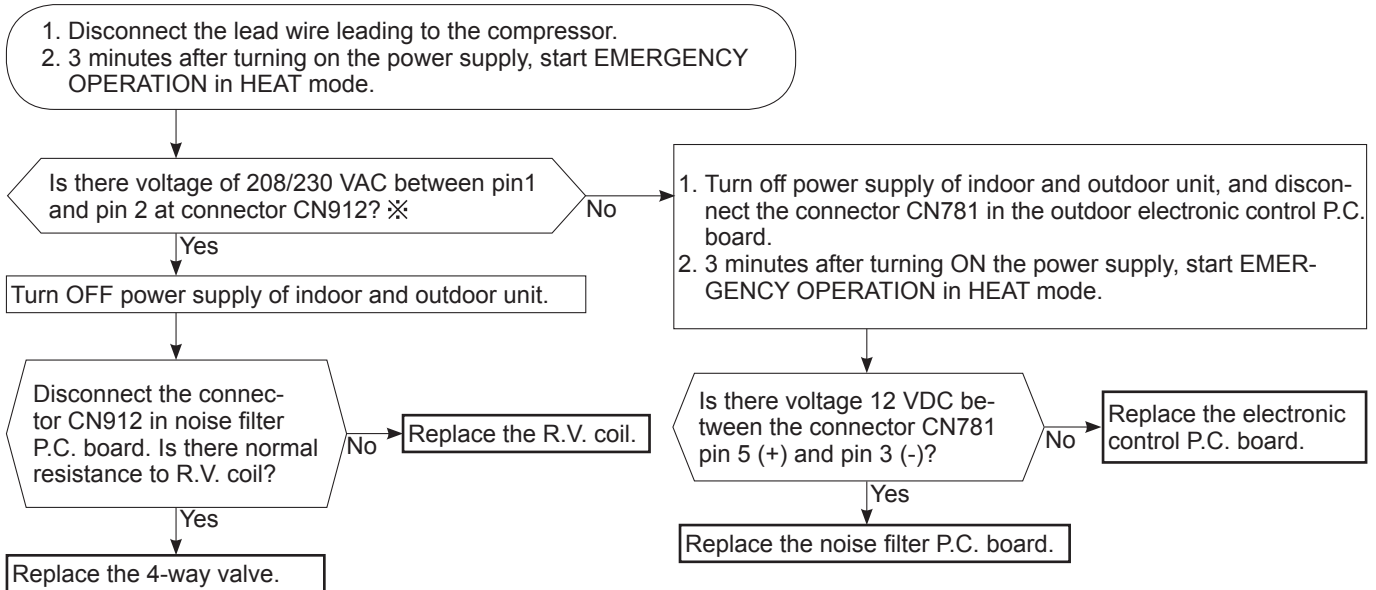 1. Disconnect the lead wire leading to the compressor.
2. 3 minutes after turning on the power supply, start EMERGENCY
OPERATION in HEAT mode.
Is there voltage of 208/230 VAC between pin1
and pin 2 at connector CN912? ※
No
Yes
Turn OFF power supply of indoor and outdoor unit.
Disconnect the connec-
tor CN912 in noise filter
P.C. board. Is there normal
resistance to R.V. coil?
No
Replace the R.V. coil.
Yes
Replace the 4-way valve.
1. Turn off power supply of indoor and outdoor unit, and discon-
nect the connector CN781 in the outdoor electronic control P.C.
board.
2. 3 minutes after turning ON the power supply, start EMER-
GENCY OPERATION in HEAT mode.
Is there voltage 12 VDC be-
tween the connector CN781
pin 5 (+) and pin 3 (-)?
No
Replace the electronic
control P.C. board.
Yes
Replace the noise filter P.C. board.